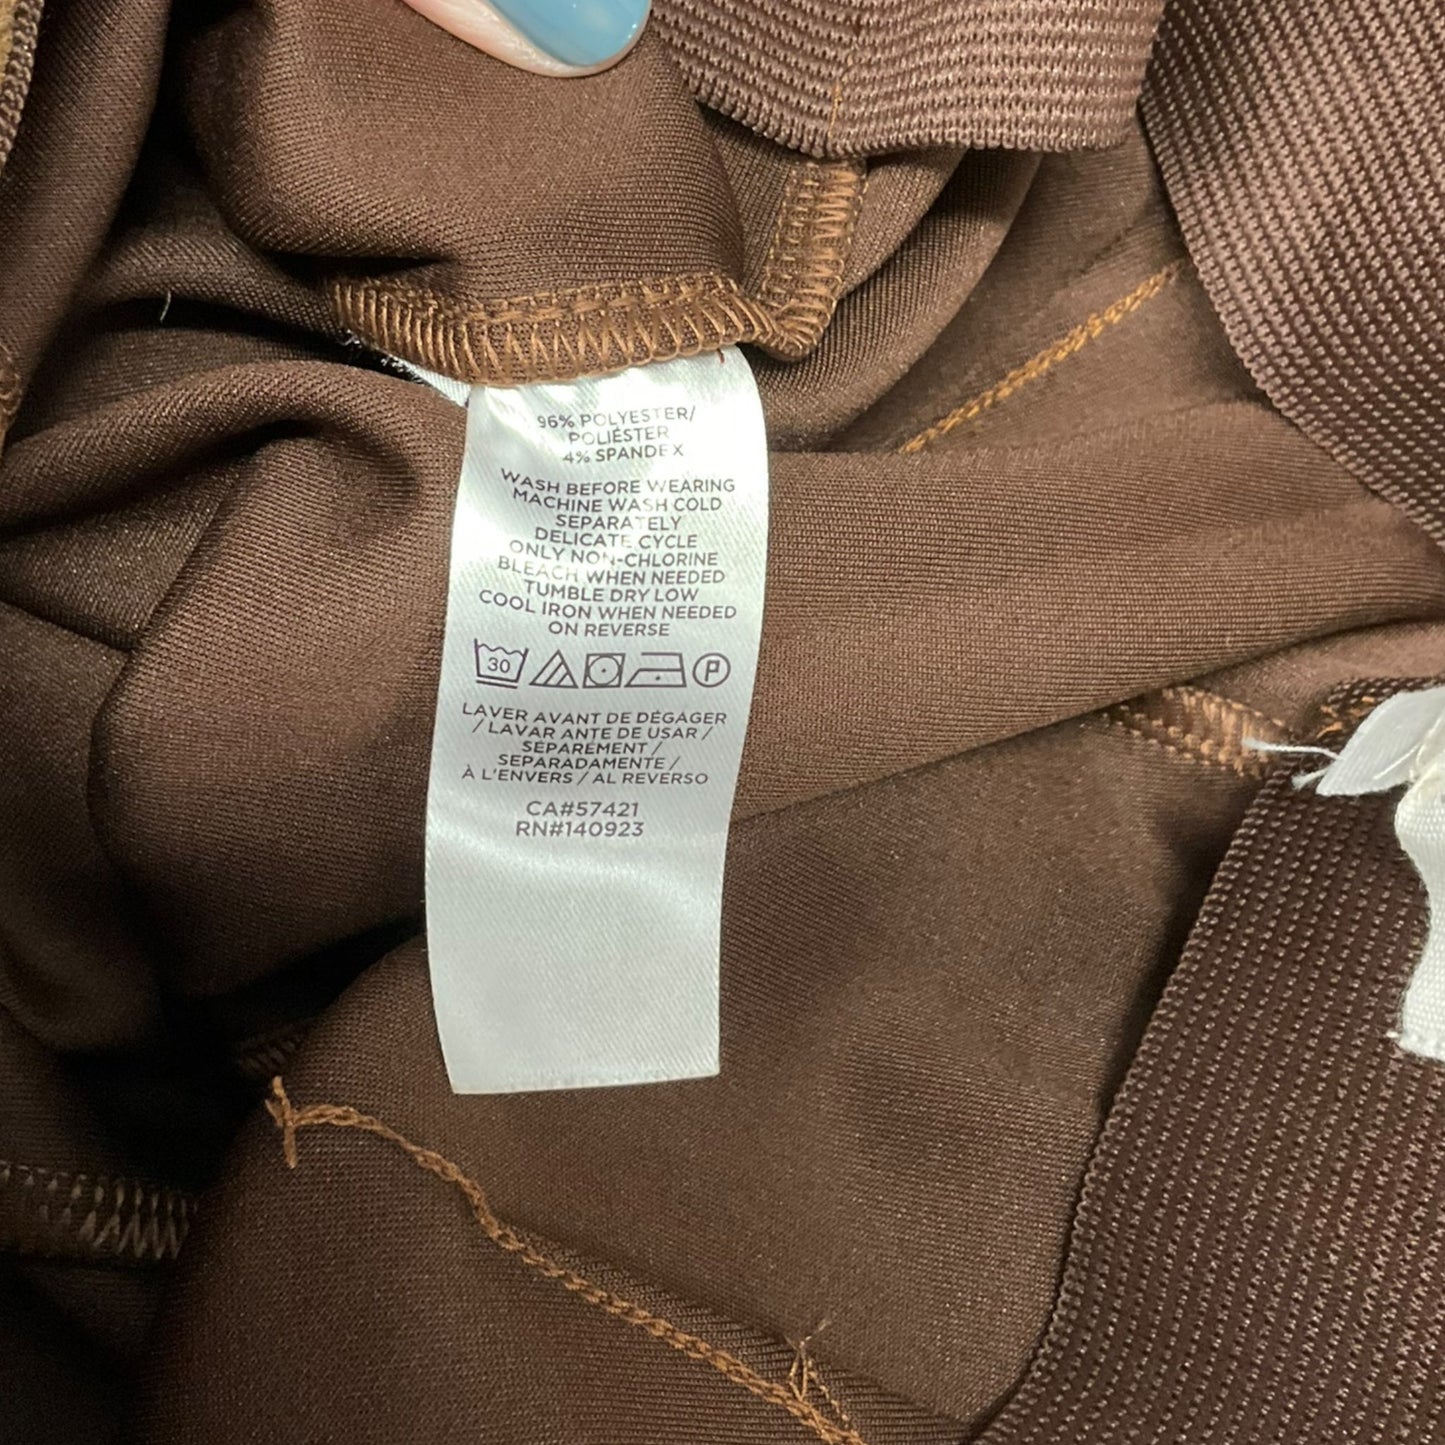 96% POLYESTER/
POLIÉSTER
4% SPANDEX
WASH BEFORE WEARING
MACHINE WASH COLD
SEPARATELY
DELICATE CYCLE
ONLY NON-CHLORINE
BLEACH WHEN NEEDED
TUMBLE DRY LOW
COOL IRON WHEN NEEDED
ON REVERSE
30 P
LAVER AVANT DE DÉGAGER
/ LAVAR ANTE DE USAR /
SÉPARÉMENT /
SEPARADAMENTE /
À L'ENVERS / AL REVERSO
CA#57421
RN#140923